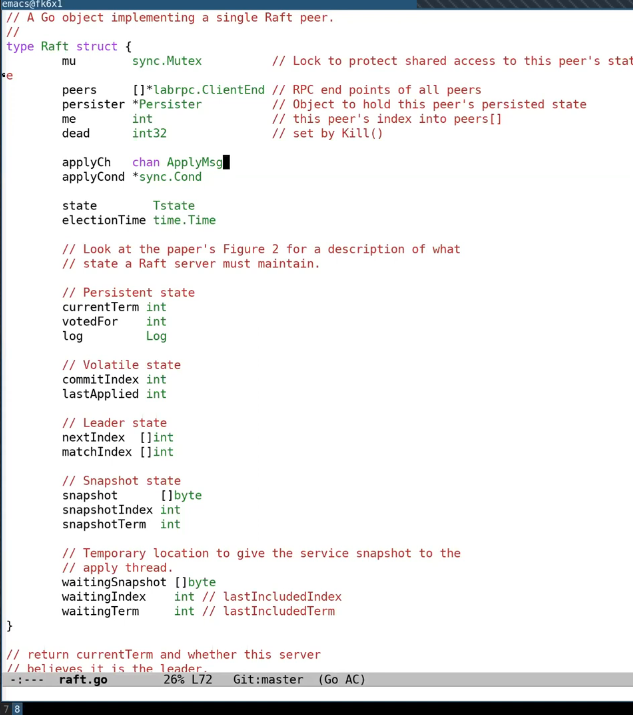 emacs@fk6x1
// A Go object implementing a single Raft peer.
//
type Raft struct {
mu sync.Mutex // Lock to protect shared access to this peer's stat
e
peers []*labrpc.ClientEnd // RPC end points of all peers
persister *Persister // Object to hold this peer's persisted state
me int // this peer's index into peers[]
dead int32 // set by Kill()
applyCh chan ApplyMsg
applyCond *sync.Cond
state Tstate
electionTime time.Time
// Look at the paper's Figure 2 for a description of what
// state a Raft server must maintain.
// Persistent state
currentTerm int
votedFor int
log Log
// Volatile state
commitIndex int
lastApplied int
// Leader state
nextIndex []int
matchIndex []int
// Snapshot state
snapshot []byte
snapshotIndex int
snapshotTerm int
// Temporary location to give the service snapshot to the
// apply thread.
waitingSnapshot []byte
waitingIndex int // lastIncludedIndex
waitingTerm int // lastIncludedTerm
}
// return currentTerm and whether this server
// believes it is the leader.
-:--- raft.go 26% L72 Git:master (Go AC)
7 8